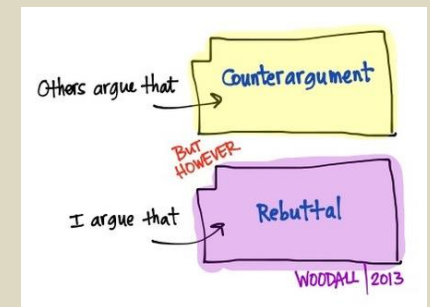 Others argue that
Counterargument
BUT
HOWEVER
I argue that
Rebuttal
WOODALL | 2013